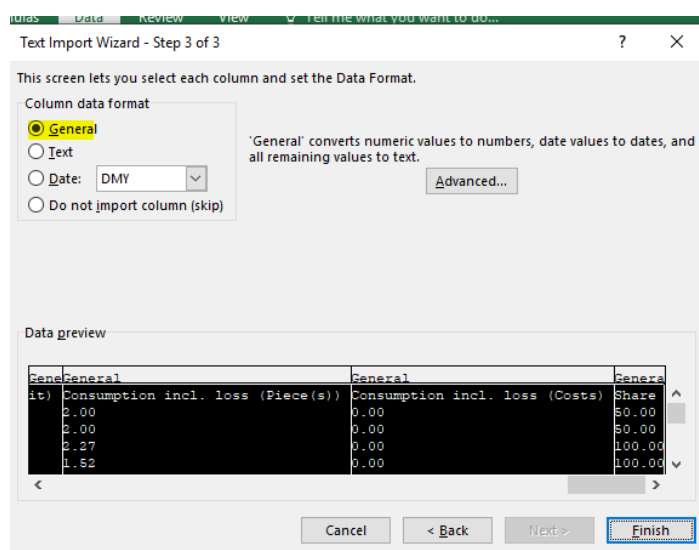 Data Review View Tell me what you want to do...
Text Import Wizard - Step 3 of 3 ? ×
This screen lets you select each column and set the Data Format.
Column data format
General
Text
Date: DMY
Do not import column (skip)
'General' converts numeric values to numbers, date values to dates, and
all remaining values to text.
Advanced...
Data preview
Gene General General Genera
it) Consumption incl. loss (Piece(s)) Consumption incl. loss (Costs) Share
2.00 0.00 50.00
2.00 0.00 50.00
2.27 0.00 100.00
1.52 0.00 100.00
Cancel < Back Next > Finish